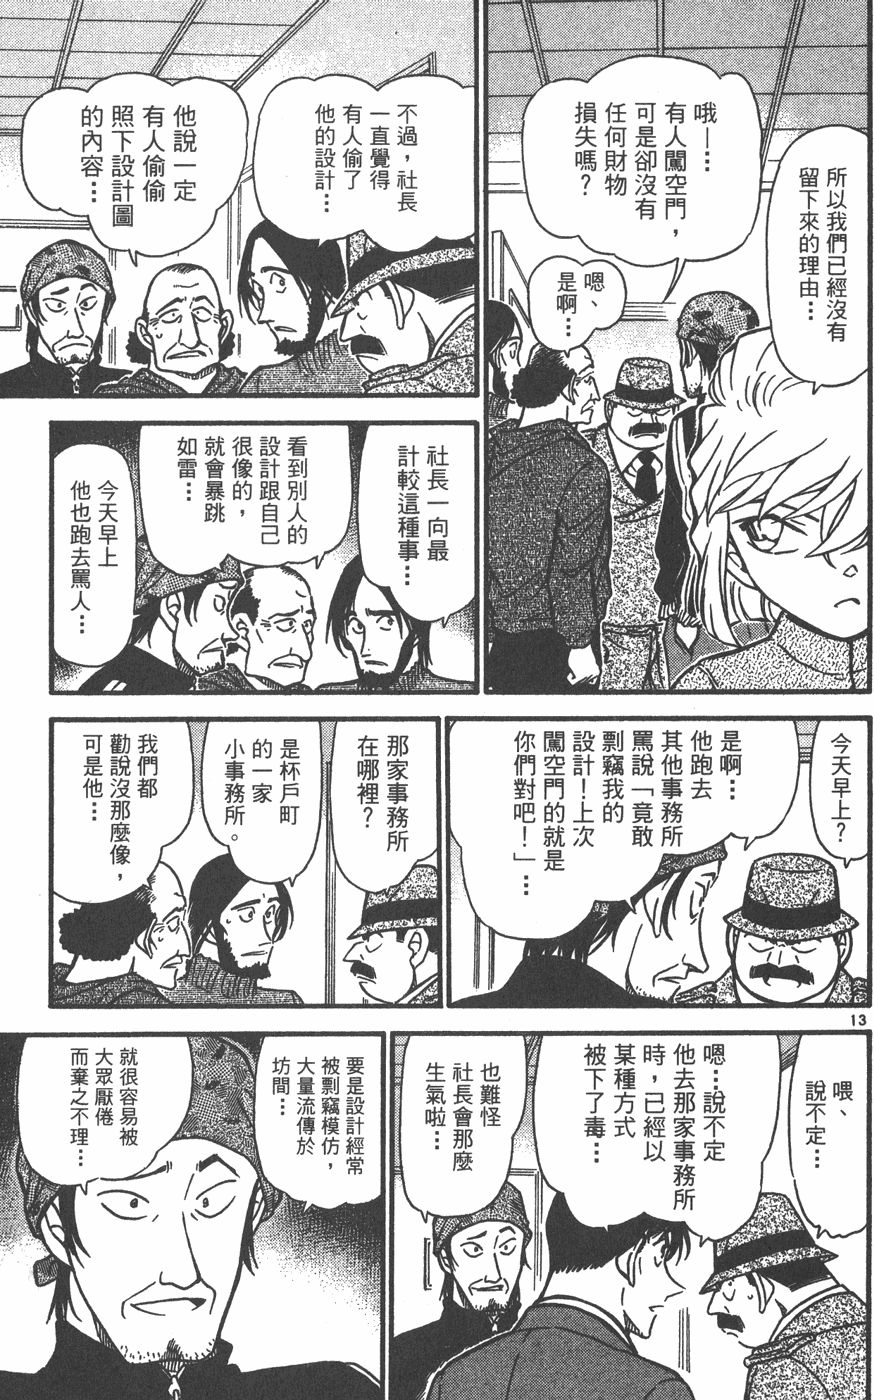 所以我們已經沒有
留下來的理由…
哦—…
有人闖空門，
可是卻沒有
任何財物
損失嗎？
嗯、
是啊…
不過，社長
一直覺得
有人偷了
他的設計…
他說一定
有人偷偷
照下設計圖
的內容…
社長一向最
計較這種事…
看到別人的
設計跟自己
很像的，
就會暴跳
如雷…
今天早上
他也跑去罵人…
今天早上？
是啊…
他跑去
其他事務所
罵說「竟敢
剽竊我的
設計！上次
闖空門的就是
你們對吧！」…
那家事務所
在哪裡？
是杯戶町
的一家
小事務所。
我們都
勸說沒那麼像，
可是他…
13
喂、
說不定…
嗯…說不定
他去那家事務所
時，已經以
某種方式
被下了毒…
也難怪
社長會那麼
生氣啦…
要是設計經常
被剽竊模仿，
大量流傳於
坊間…
就很容易被
大眾厭倦
而棄之不理…